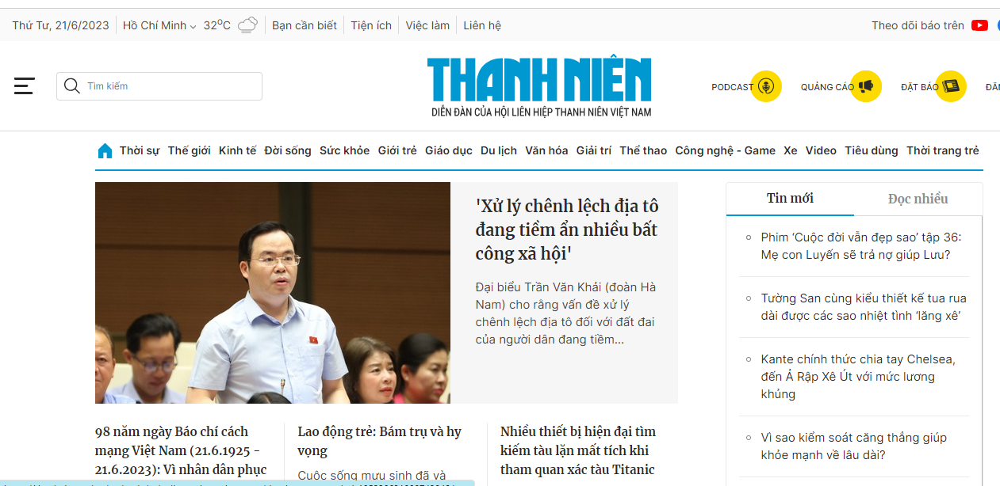 Thứ Tư, 21/6/2023
Hồ Chí Minh
32⁰C
Bạn cần biết
Tiện ích
Việc làm
Liên hệ
Theo dõi báo trên
Tìm kiếm
THANH NIÊN
DIỄN ĐÀN CỦA HỘI LIÊN HIỆP THANH NIÊN VIỆT NAM
PODCAST
QUẢNG CÁO
ĐẶT BÁO
Thời sự Thế giới Kinh tế Đời sống Sức khỏe Giới trẻ Giáo dục Du lịch Văn hóa Giải trí Thể thao Công nghệ - Game Xe Video Tiêu dùng Thời trang trẻ
'Xử lý chênh lệch địa tô
đang tiềm ẩn nhiều bất
công xã hội'
Đại biểu Trần Văn Khải (đoàn Hà
Nam) cho rằng vấn đề xử lý
chênh lệch địa tô đối với đất đai
của người dân đang tiềm...
98 năm ngày Báo chí cách
mạng Việt Nam (21.6.1925 -
21.6.2023): Vì nhân dân phục
Lao động trẻ: Bám trụ và hy
vọng
Cuộc sống mưu sinh đã và
Nhiều thiết bị hiện đại tìm
kiếm tàu lặn mất tích khi
tham quan xác tàu Titanic
Tin mới
Đọc nhiều
Phim ‘Cuộc đời vẫn đẹp sao’ tập 36:
Mẹ con Luyến sẽ trả nợ giúp Lưu?
Tường San cùng kiểu thiết kế tua rua
dài được các sao nhiệt tình ‘lăng xê’
Kante chính thức chia tay Chelsea,
đến Ả Rập Xê Út với mức lương
khủng
Vì sao kiểm soát căng thẳng giúp
khỏe mạnh về lâu dài?